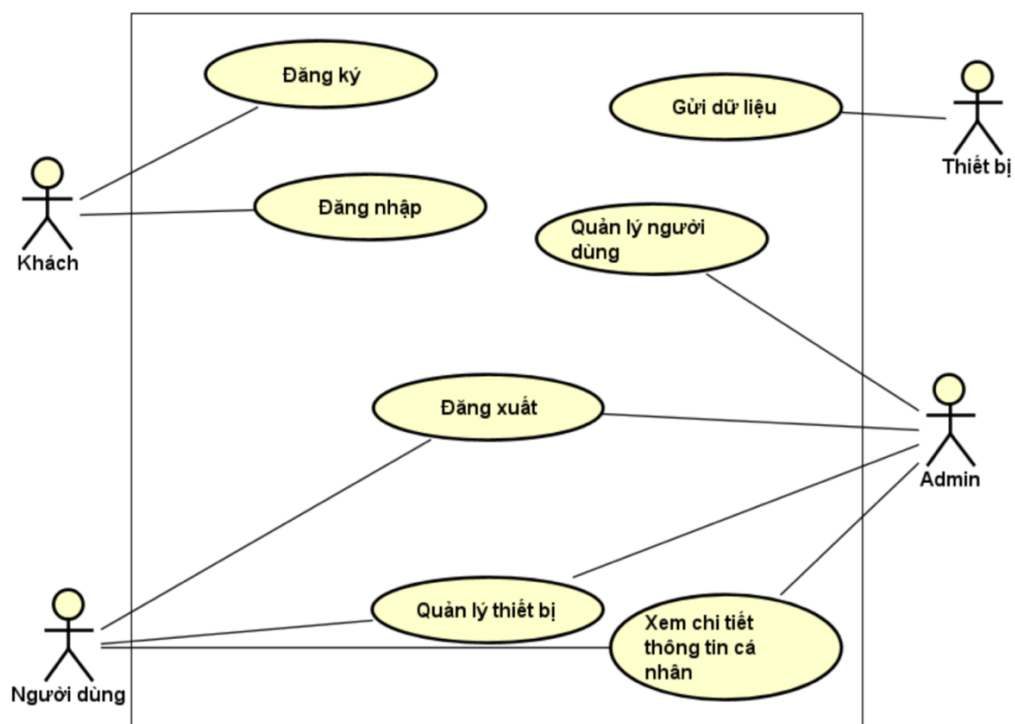 Đăng ký
Gửi dữ liệu
Thiết bị
Đăng nhập
Quản lý người
dùng
Khách
Đăng xuất
Admin
Quản lý thiết bị
Xem chi tiết
thông tin cá
nhân
Người dùng